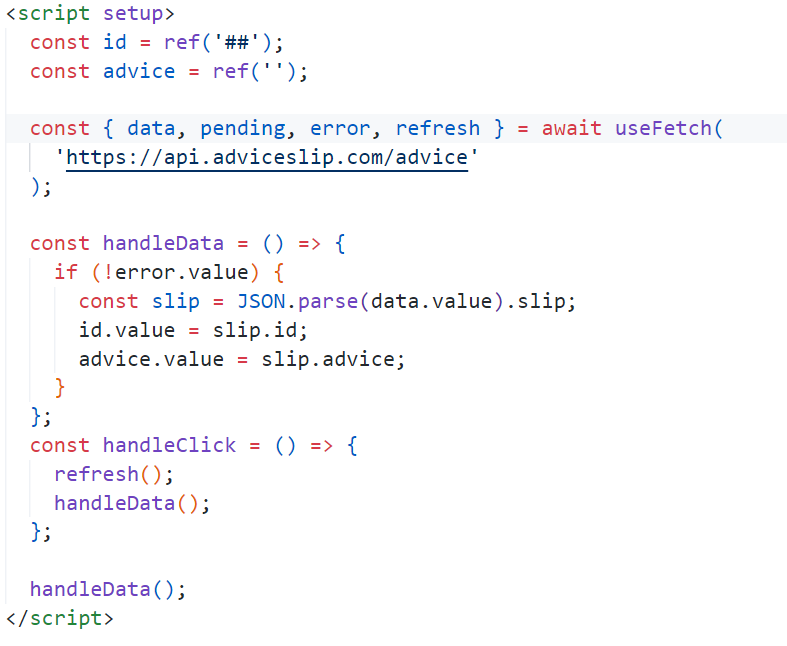 <script setup>
  const id = ref('##');
  const advice = ref('');

  const { data, pending, error, refresh } = await useFetch(
    'https://api.adviceslip.com/advice'
  );

  const handleData = () => {
    if (!error.value) {
      const slip = JSON.parse(data.value).slip;
      id.value = slip.id;
      advice.value = slip.advice;
    }
  };
  const handleClick = () => {
    refresh();
    handleData();
  };

  handleData();
</script>